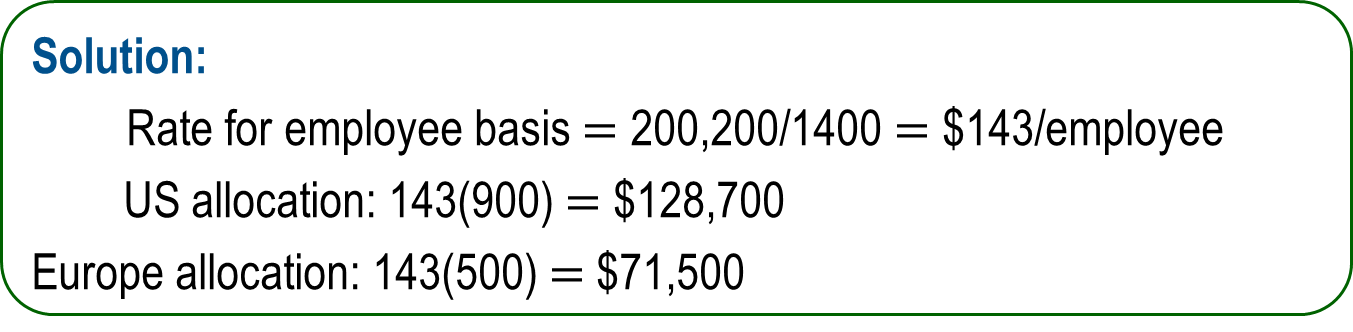 Solution:
Rate for employee basis = 200,200/1400 = $143/employee
US allocation: 143(900) = $128,700
Europe allocation: 143(500) = $71,500